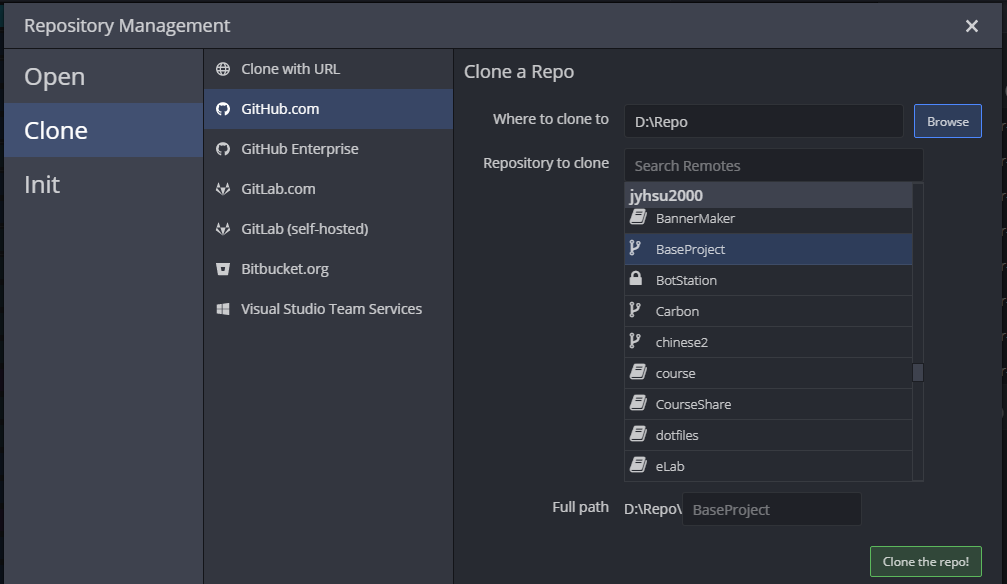 Repository Management
Open
Clone
Init
Clone with URL
GitHub.com
GitHub Enterprise
GitLab.com
GitLab (self-hosted)
Bitbucket.org
Visual Studio Team Services
Clone a Repo
Where to clone to D:\Repo Browse
Repository to clone Search Remotes
jyhsu2000
BannerMaker
BaseProject
BotStation
Carbon
chinese2
course
CourseShare
dotfiles
eLab
Full path D:\Repo\ BaseProject
Clone the repo!